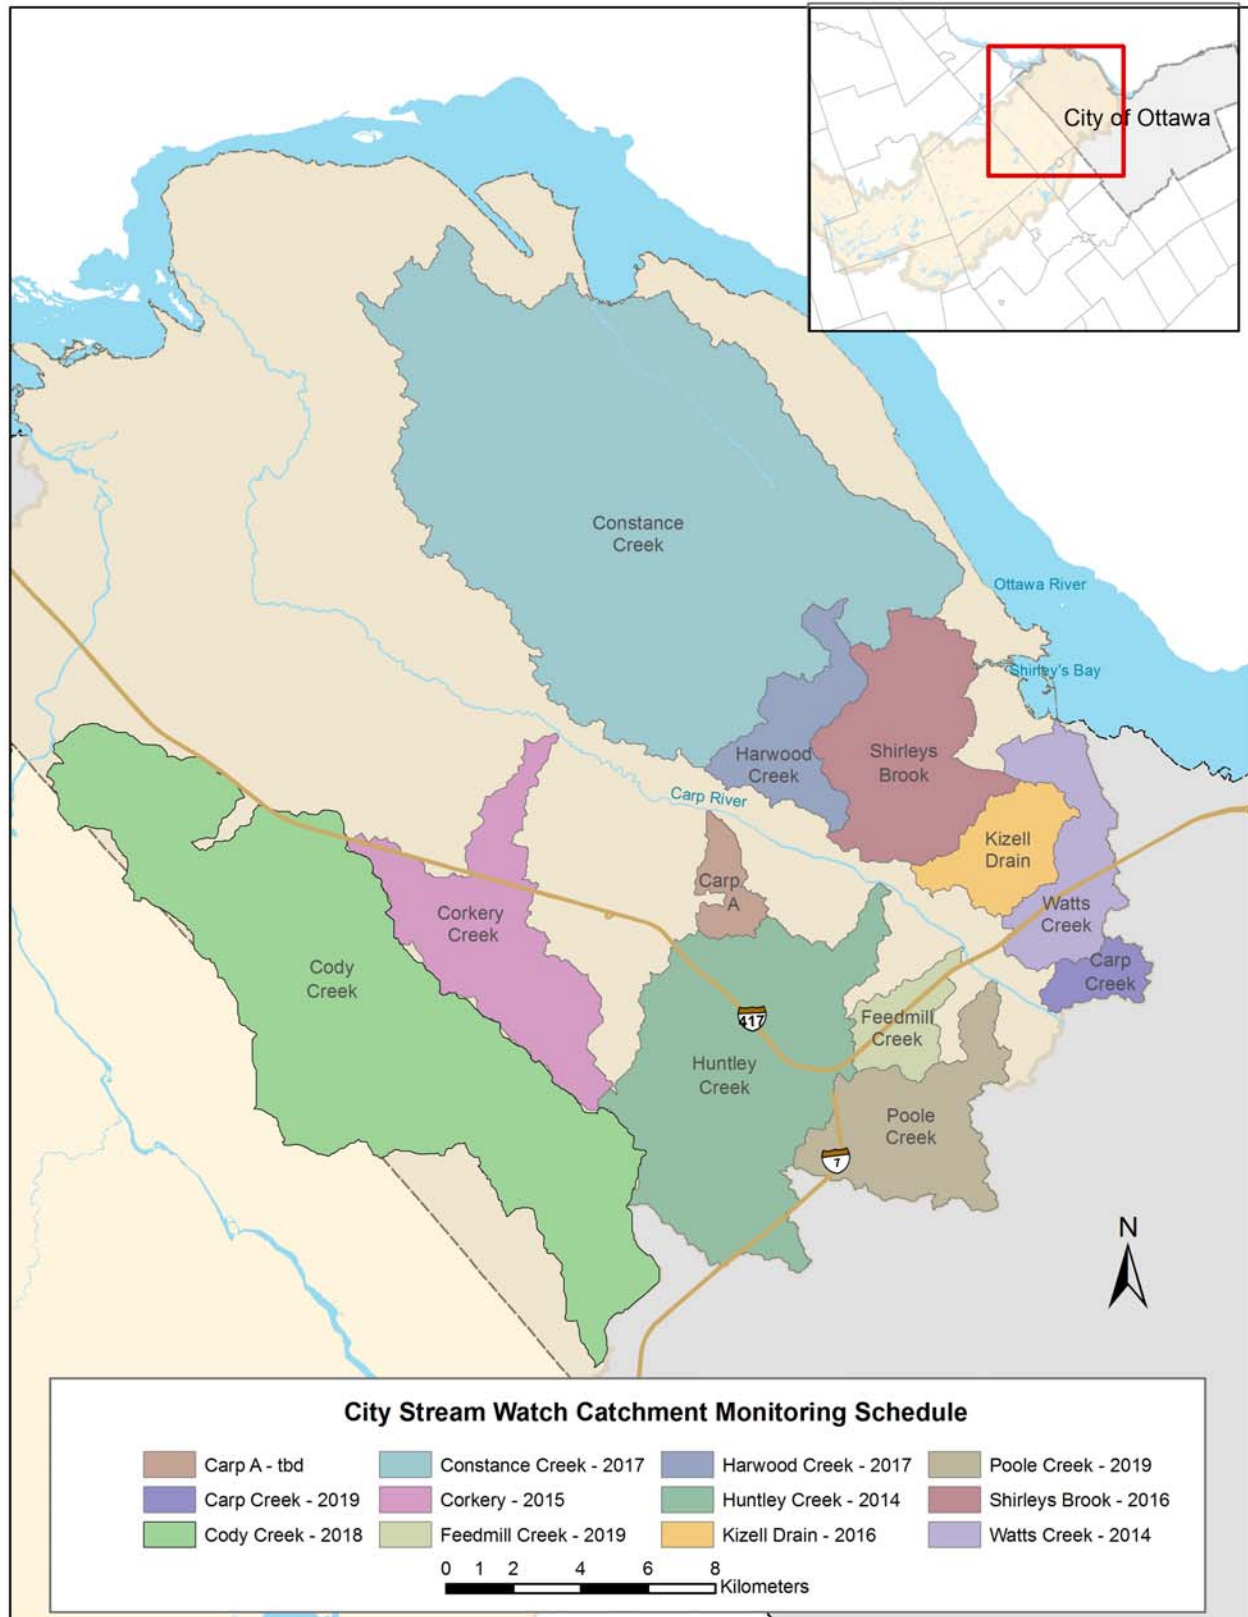 City of Ottawa
Constance
Creek
Ottawa River
Shirley's Bay
Harwood
Creek
Shirleys
Brook
Carp River
Kizell
Drain
Carp
A
Corkery
Creek
Watts
Creek
Cody
Creek
Carp
Creek
417
Feedmill
Creek
Huntley
Creek
Poole
Creek
7
N
City Stream Watch Catchment Monitoring Schedule
Carp A - tbd
Constance Creek - 2017
Harwood Creek - 2017
Poole Creek - 2019
Carp Creek - 2019
Corkery - 2015
Huntley Creek - 2014
Shirleys Brook - 2016
Cody Creek - 2018
Feedmill Creek - 2019
Kizell Drain - 2016
Watts Creek - 2014
0 1 2 4 6 8
Kilometers